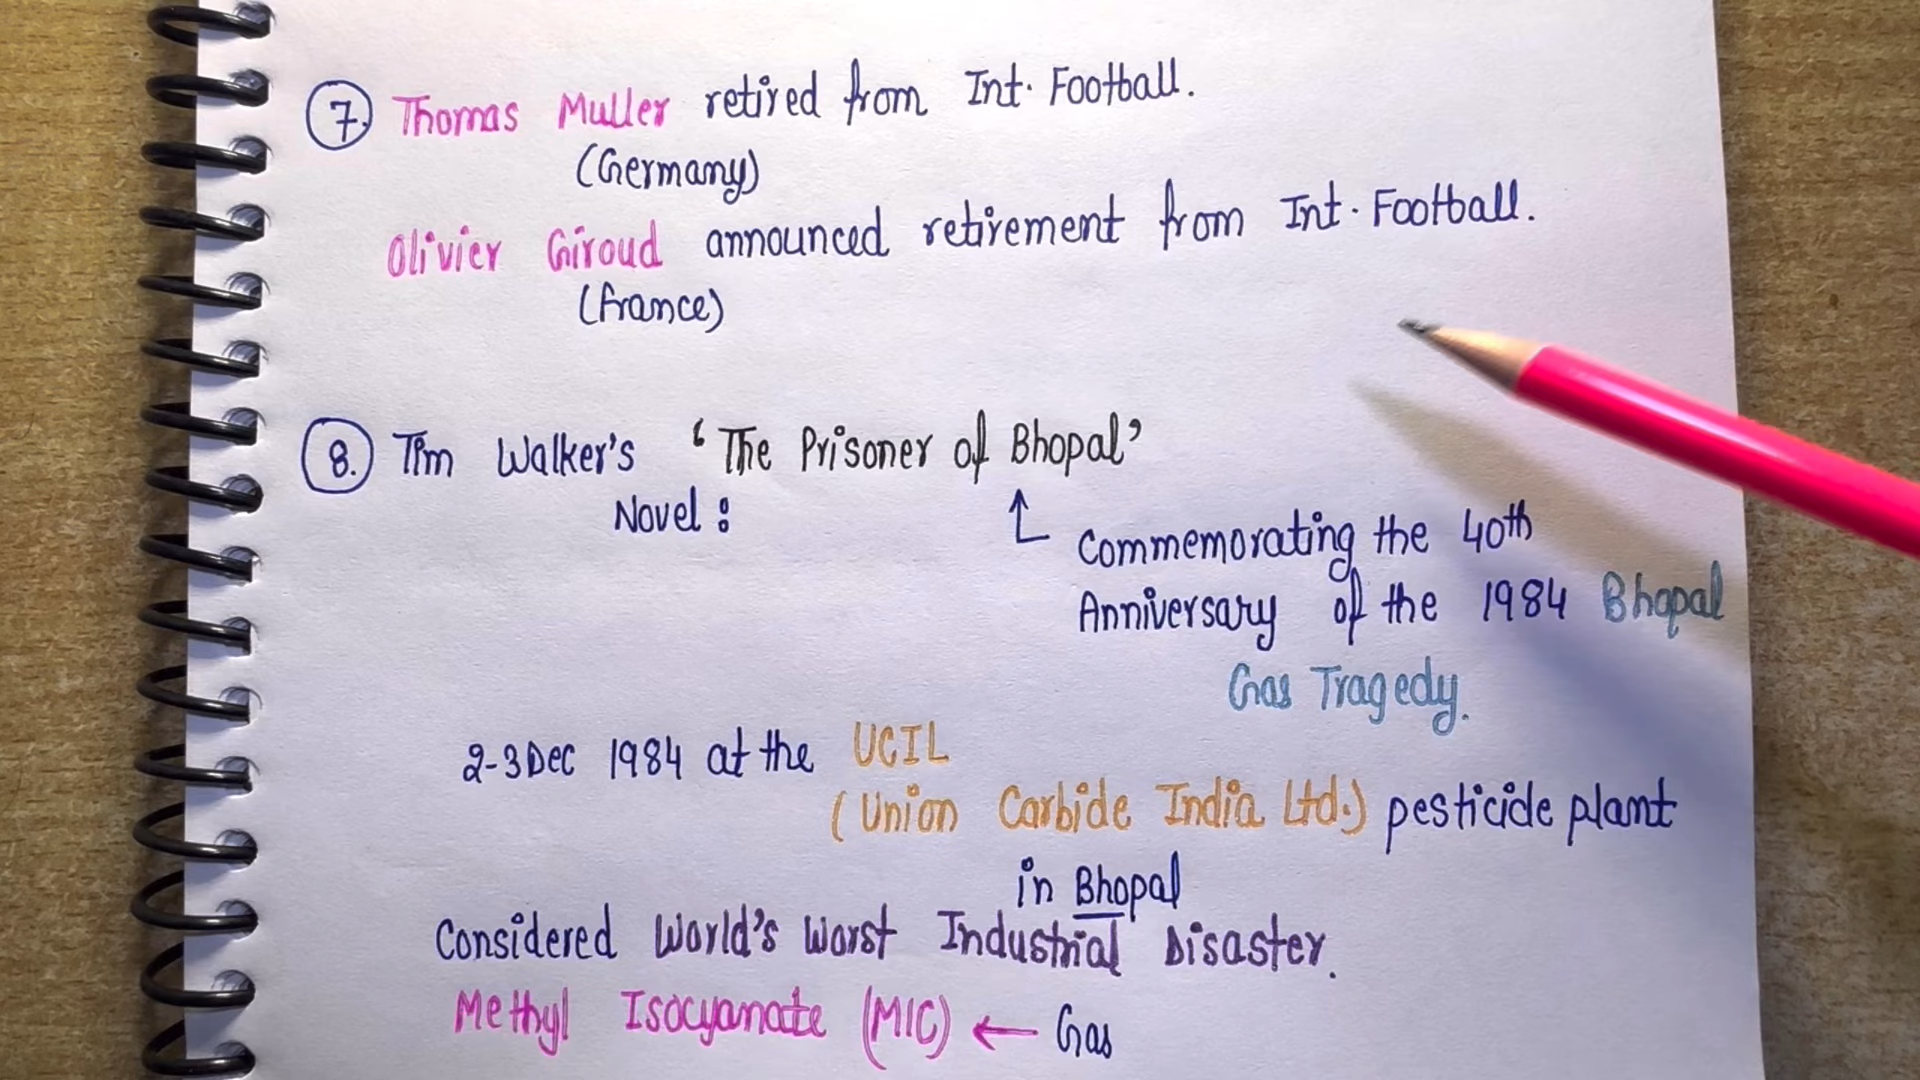 7. Thomas Muller retired from Int. Football.
(Germany)
Olivier Giroud announced retirement from Int. Football.
(France)
8. Tim Walker's 'The Prisoner of Bhopal'
Novel :
↑ Commemorating the 40th
Anniversary of the 1984 Bhopal
Gas Tragedy.
2-3 Dec 1984 at the UCIL
(Union Carbide India Ltd.) pesticide plant
in Bhopal
Considered World's Worst Industrial Disaster.
Methyl Isocyanate (MIC) ← Gas